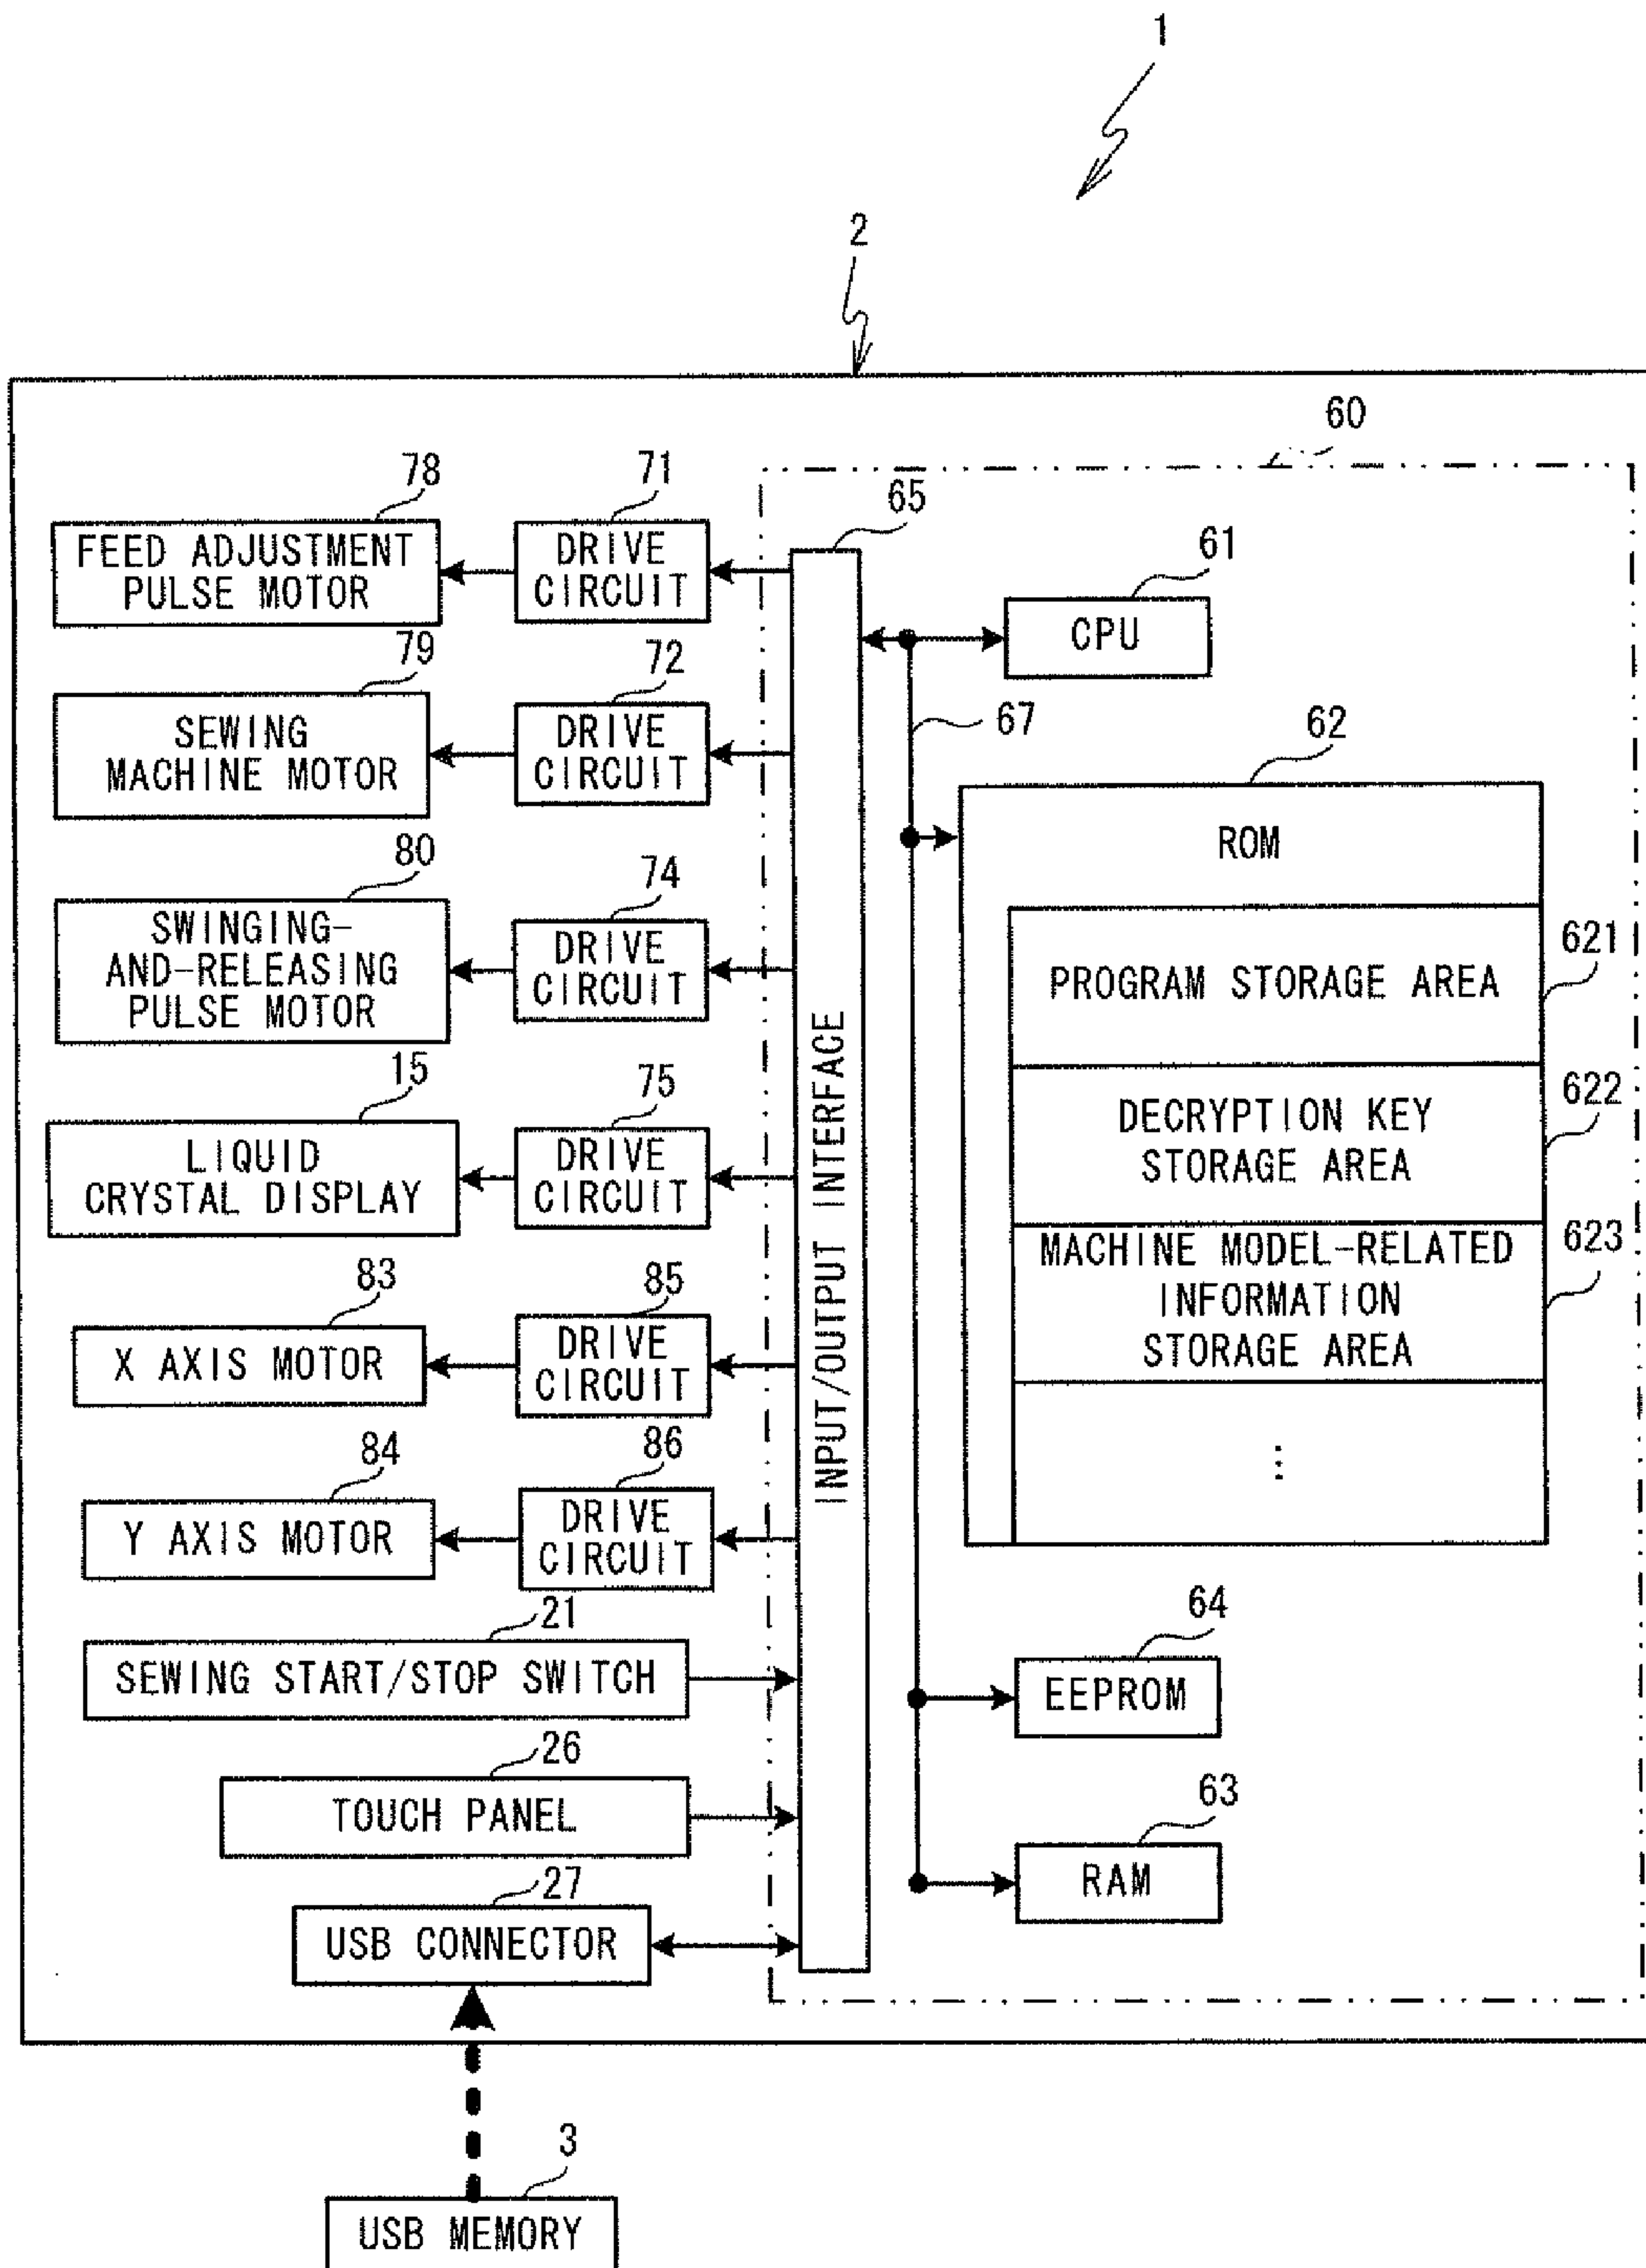 1
2
60
78
FEED ADJUSTMENT
PULSE MOTOR
71
DRIVE
CIRCUIT
65
61
CPU
79
SEWING
MACHINE MOTOR
72
DRIVE
CIRCUIT
67
62
ROM
80
SWINGING-
AND-RELEASING
PULSE MOTOR
74
DRIVE
CIRCUIT
INPUT/OUTPUT INTERFACE
PROGRAM STORAGE AREA
621
15
LIQUID
CRYSTAL DISPLAY
75
DRIVE
CIRCUIT
DECRYPTION KEY
STORAGE AREA
622
83
X AXIS MOTOR
85
DRIVE
CIRCUIT
MACHINE MODEL-RELATED
INFORMATION
STORAGE AREA
623
84
Y AXIS MOTOR
86
DRIVE
CIRCUIT
⋮
21
SEWING START/STOP SWITCH
64
EEPROM
26
TOUCH PANEL
63
RAM
27
USB CONNECTOR
3
USB MEMORY